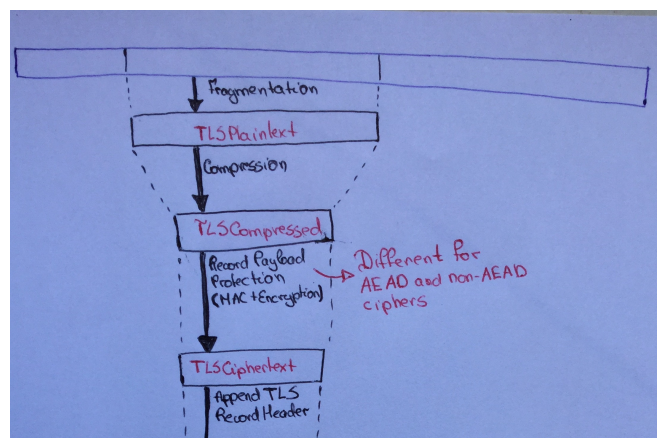 Fragmentation
TLSPlaintext
Compression
TLSCompressed
Record Payload
Protection
(MAC + Encryption)
Different for
AEAD and non-AEAD
ciphers
TLSCiphertext
Append TLS
Record Header